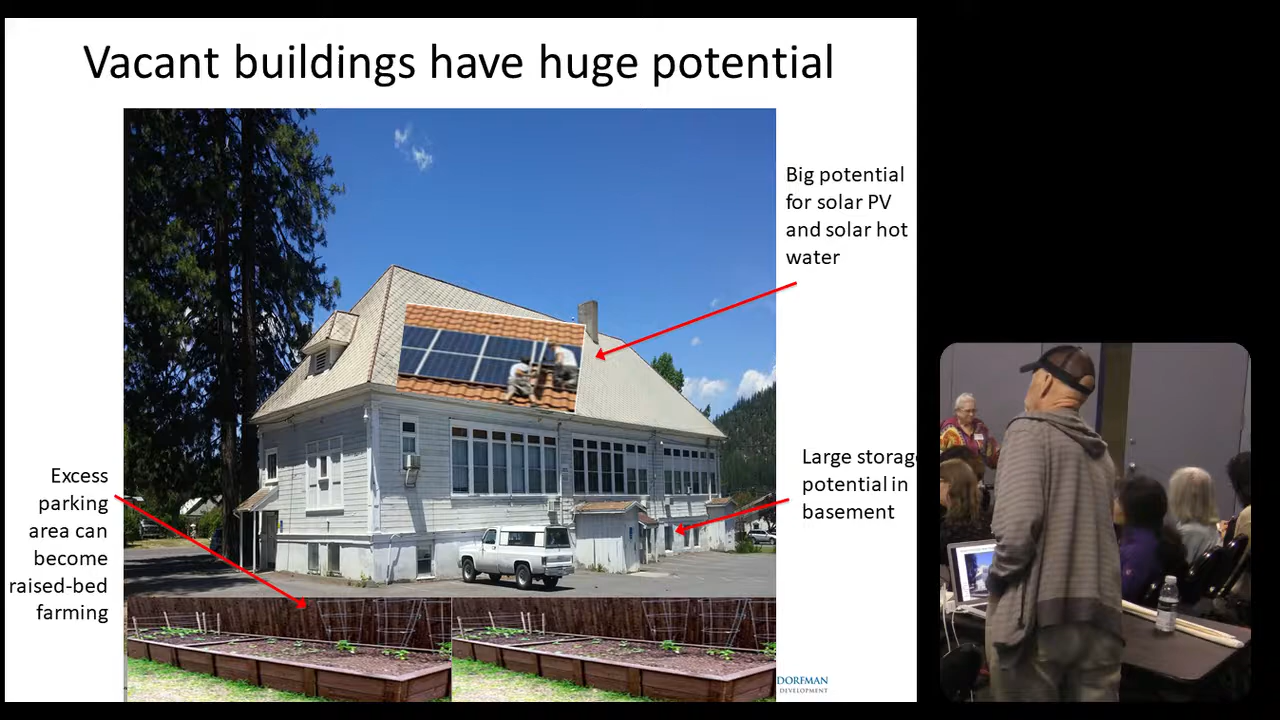 Vacant buildings have huge potential
Big potential
for solar PV
and solar hot
water
Large storage
potential in
basement
Excess
parking
area can
become
raised-bed
farming
DORFMAN
DEVELOPMENT